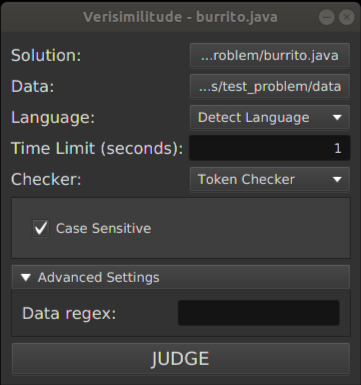 Verisimilitude - burrito.java
Solution: ...roblem/burrito.java
Data: ...s/test_problem/data
Language: Detect Language
Time Limit (seconds): 1
Checker: Token Checker
Case Sensitive
Advanced Settings
Data regex:
JUDGE